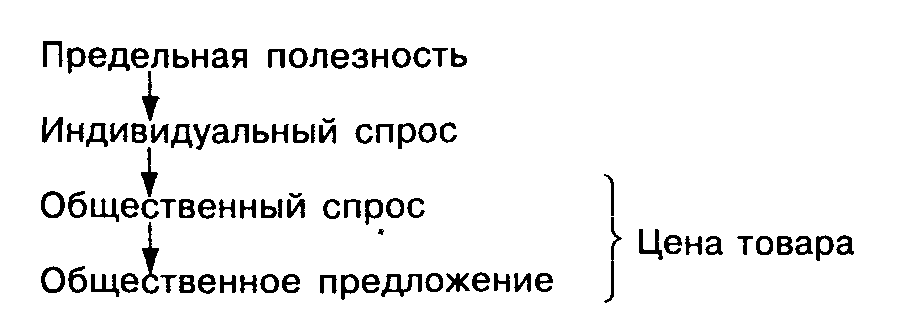 Предельная полезность
Индивидуальный спрос
Общественный спрос
Общественное предложение
Цена товара